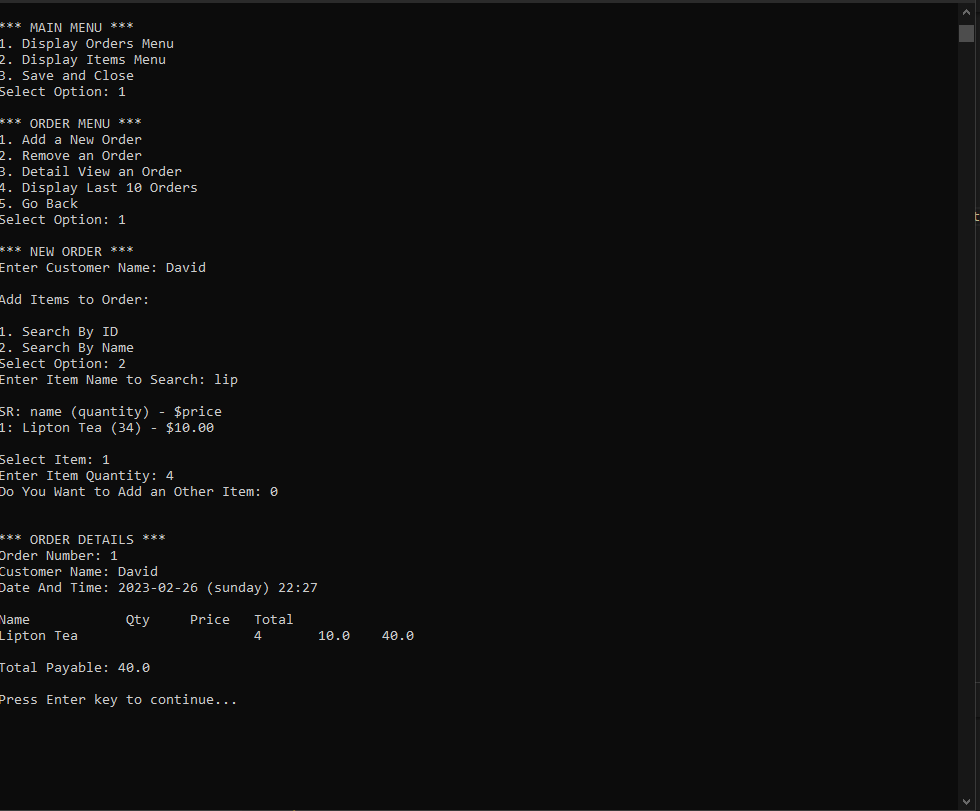 *** MAIN MENU ***
1. Display Orders Menu
2. Display Items Menu
3. Save and Close
Select Option: 1
*** ORDER MENU ***
1. Add a New Order
2. Remove an Order
3. Detail View an Order
4. Display Last 10 Orders
5. Go Back
Select Option: 1
*** NEW ORDER ***
Enter Customer Name: David
Add Items to Order:
1. Search By ID
2. Search By Name
Select Option: 2
Enter Item Name to Search: lip
SR: name (quantity) - $price
1: Lipton Tea (34) - $10.00
Select Item: 1
Enter Item Quantity: 4
Do You Want to Add an Other Item: 0
*** ORDER DETAILS ***
Order Number: 1
Customer Name: David
Date And Time: 2023-02-26 (sunday) 22:27
Name Qty Price Total
Lipton Tea 4 10.0 40.0
Total Payable: 40.0
Press Enter key to continue...